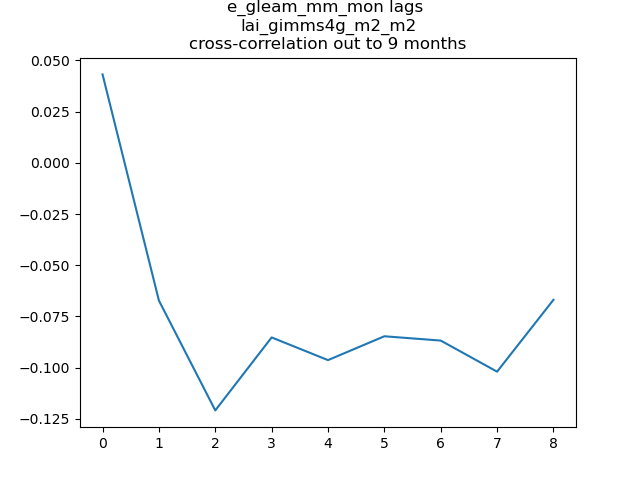 e_gleam_mm_mon lags
lai_gimms4g_m2_m2
cross-correlation out to 9 months
0.050
0.025
0.000
−0.025
−0.050
−0.075
−0.100
−0.125
0 1 2 3 4 5 6 7 8